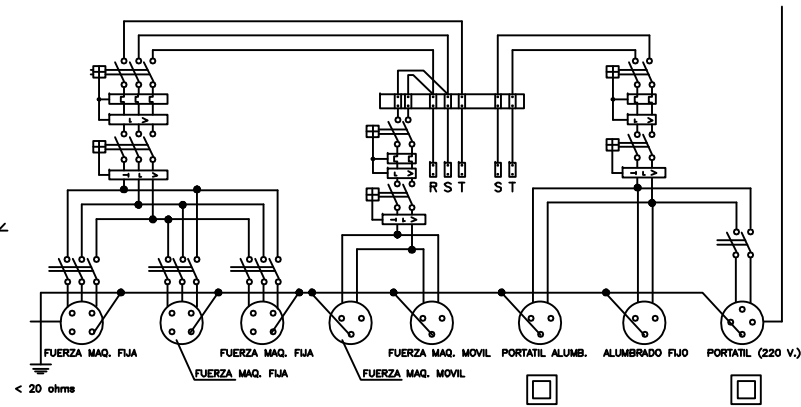 R S T S T
FUERZA MAQ. FIJA FUERZA MAQ. FIJA FUERZA MAQ. MOVIL PORTATIL ALUMB. ALUMBRADO FIJO PORTATIL (220 V.)
FUERZA MAQ. FIJA FUERZA MAQ. MOVIL
< 20 ohms